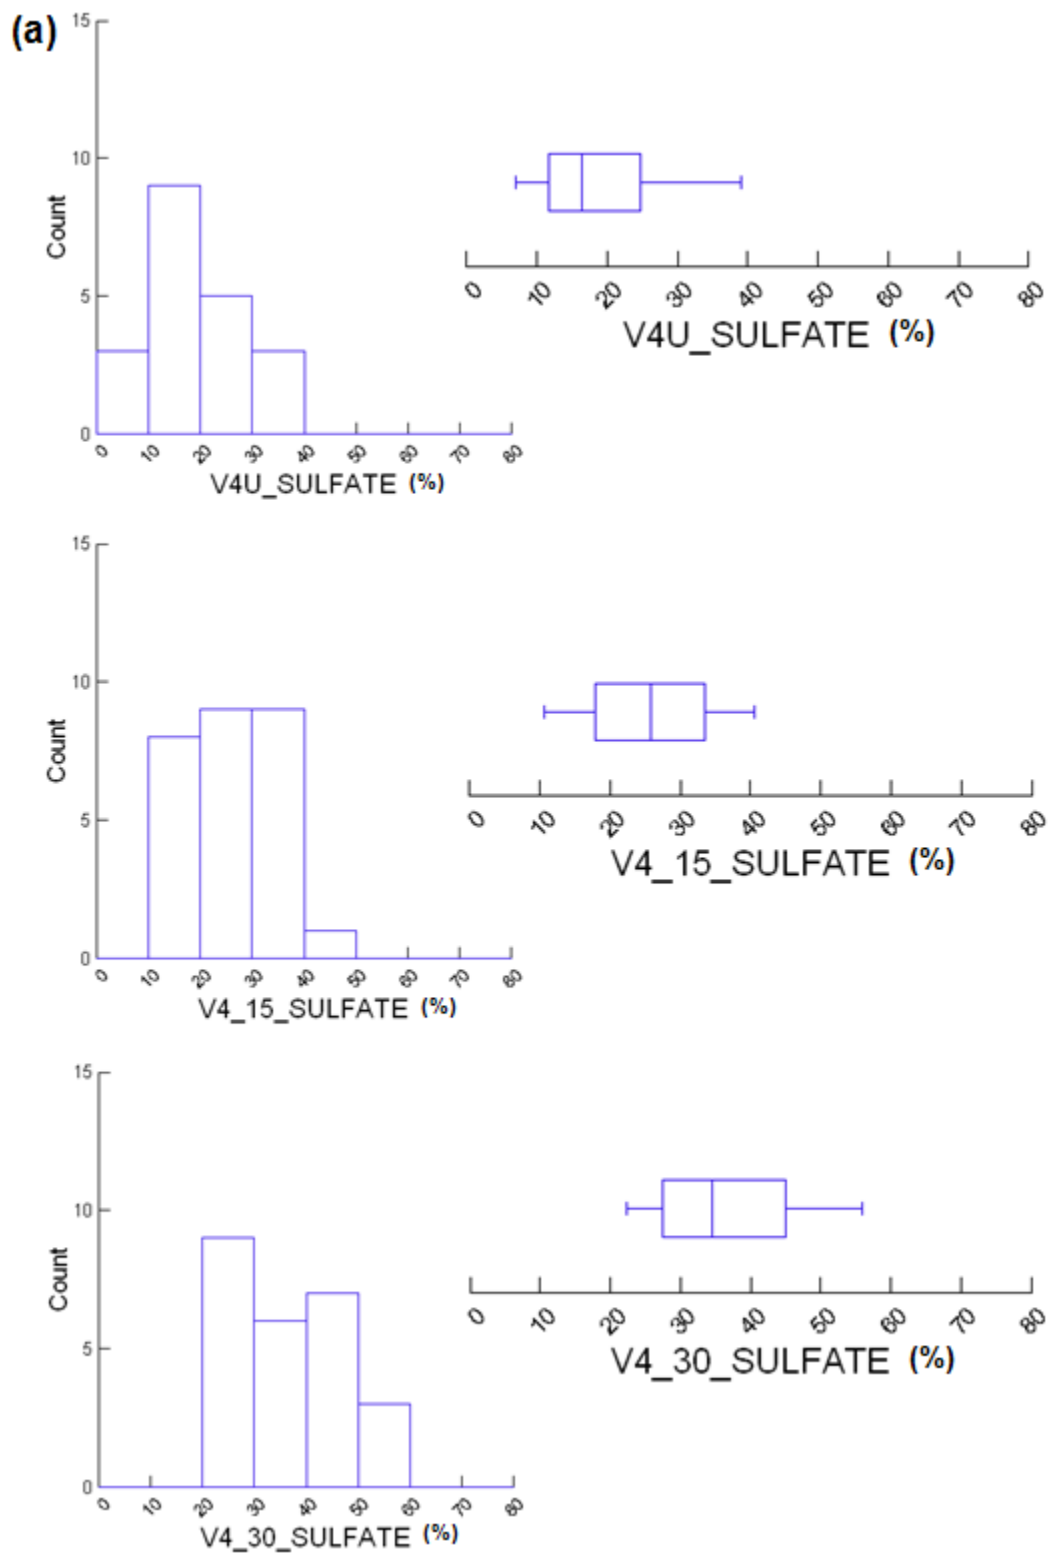 (a)
15
10
5
0
Count
0 10 20 30 40 50 60 70 80
V4U_SULFATE (%)
0 10 20 30 40 50 60 70 80
V4U_SULFATE (%)
15
10
5
0
Count
0 10 20 30 40 50 60 70 80
V4_15_SULFATE (%)
0 10 20 30 40 50 60 70 80
V4_15_SULFATE (%)
15
10
5
0
Count
0 10 20 30 40 50 60 70 80
V4_30_SULFATE (%)
0 10 20 30 40 50 60 70 80
V4_30_SULFATE (%)